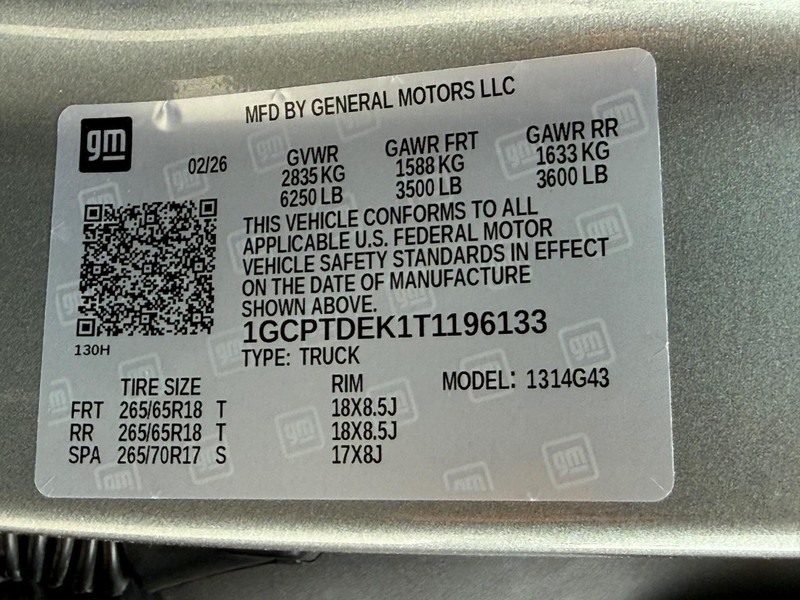 MFD BY GENERAL MOTORS LLC
gm
02/26
GVWR GAWR FRT GAWR RR
2835 KG 1588 KG 1633 KG
6250 LB 3500 LB 3600 LB
THIS VEHICLE CONFORMS TO ALL
APPLICABLE U.S. FEDERAL MOTOR
VEHICLE SAFETY STANDARDS IN EFFECT
ON THE DATE OF MANUFACTURE
SHOWN ABOVE.
1GCPTDEK1T1196133
130H
TYPE: TRUCK
TIRE SIZE RIM MODEL: 1314G43
FRT 265/65R18 T 18X8.5J
RR 265/65R18 T 18X8.5J
SPA 265/70R17 S 17X8J